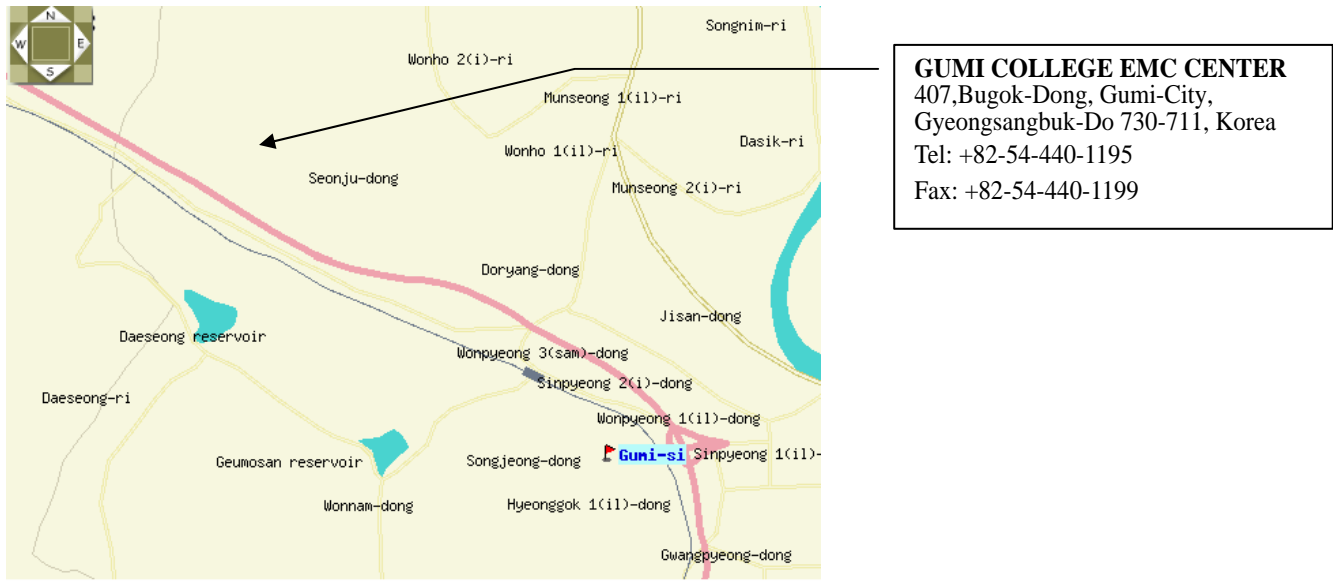 N
W
E
S
Songnim-ri
Wonho 2(i)-ri
Munseong 1(il)-ri
Dasik-ri
Wonho 1(il)-ri
Seonju-dong
Munseong 2(i)-ri
Doryang-dong
Jisan-dong
Daeseong reservoir
Wonpyeong 3(sam)-dong
Sinpyeong 2(i)-dong
Daeseong-ri
Wonpyeong 1(il)-dong
Geumosan reservoir
Songjeong-dong
Gumi-si
Sinpyeong 1(il)-
Wonnam-dong
Hyeonggok 1(il)-dong
Gwangpyeong-dong
GUMI COLLEGE EMC CENTER
407,Bugok-Dong, Gumi-City,
Gyeongsangbuk-Do 730-711, Korea
Tel: +82-54-440-1195
Fax: +82-54-440-1199